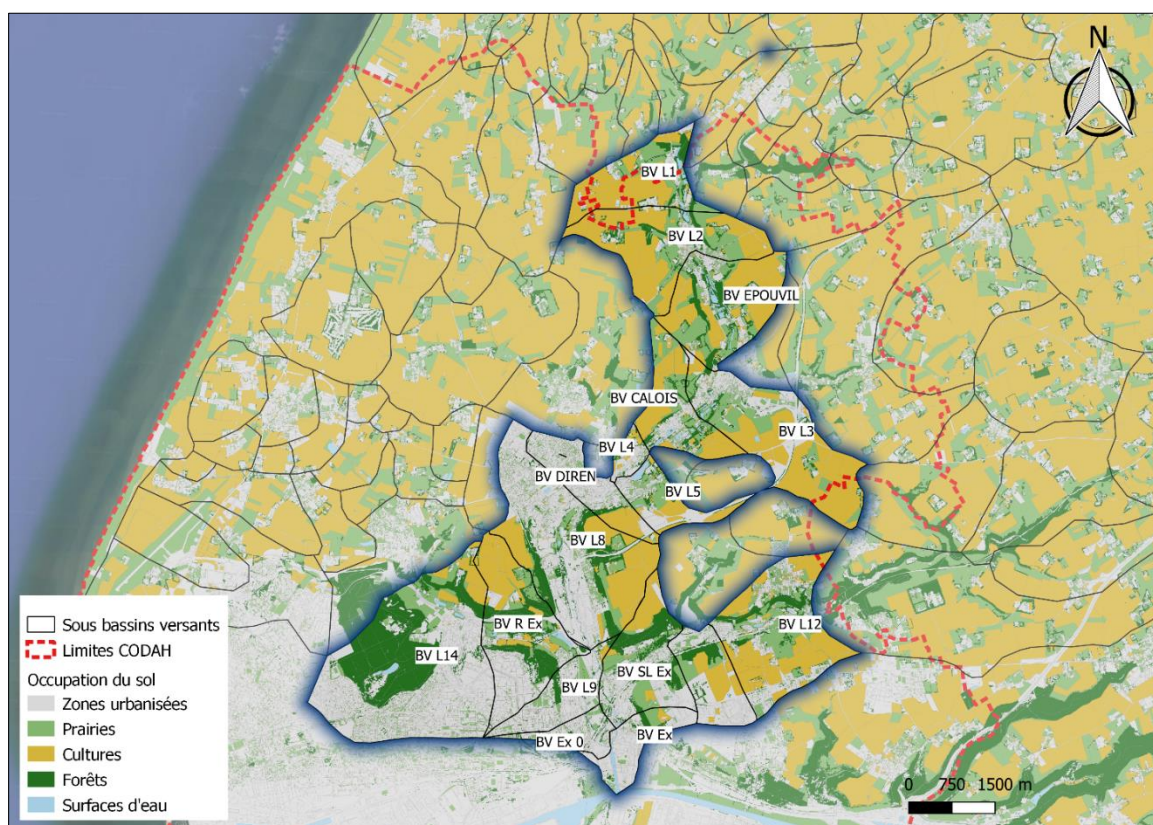 N
BV L1
BV L2
BV EPOUVIL
BV CALOIS
BV L3
BV L4
BV DIREN
BV L5
BV L8
BV R Ex
BV L12
BV L14
BV SL Ex
BV L9
BV Ex 0
BV Ex
Sous bassins versants
Limites CODAH
Occupation du sol
Zones urbanisées
Prairies
Cultures
Forêts
Surfaces d'eau
0 750 1500 m